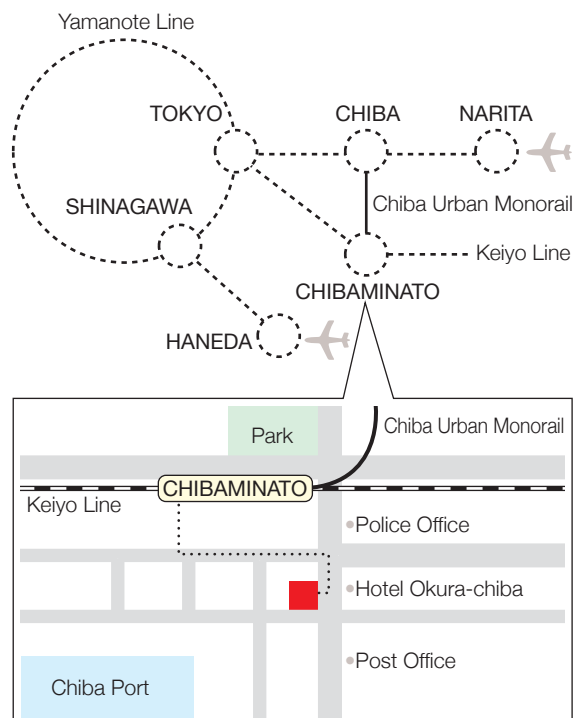 Yamanote Line
TOKYO
CHIBA
NARITA
SHINAGAWA
Chiba Urban Monorail
Keiyo Line
CHIBAMINATO
HANEDA
Park
Chiba Urban Monorail
CHIBAMINATO
Keiyo Line
Police Office
Hotel Okura-chiba
Post Office
Chiba Port